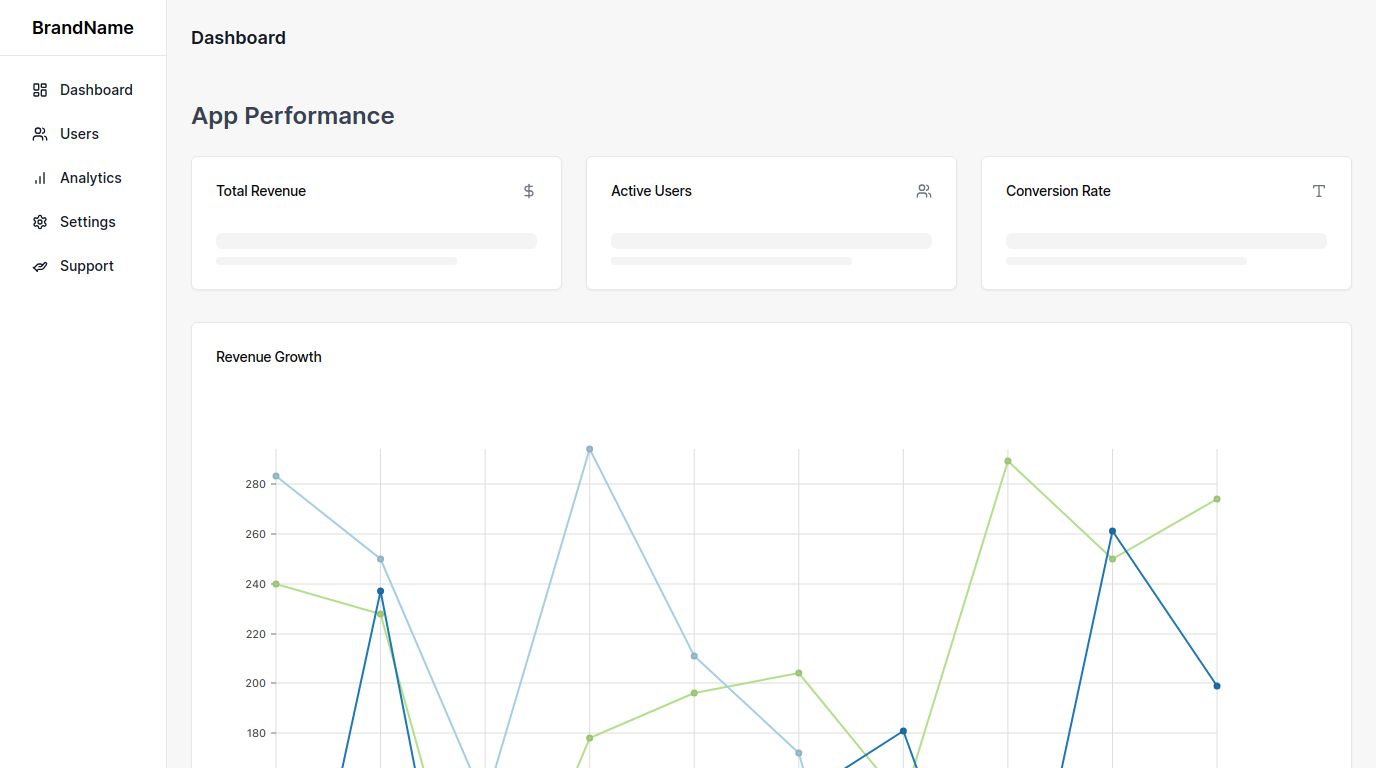 BrandName
Dashboard
Users
Analytics
Settings
Support
Dashboard
App Performance
Total Revenue
Active Users
Conversion Rate
Revenue Growth
280
260
240
220
200
180